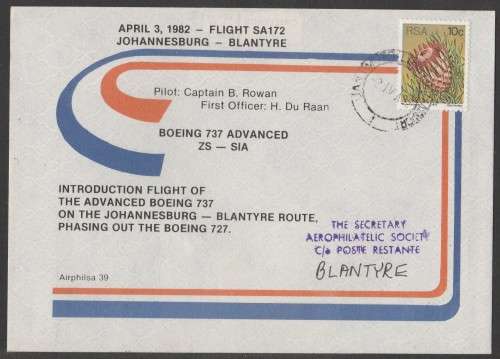 APRIL 3, 1982 — FLIGHT SA172
JOHANNESBURG — BLANTYRE
RSA 10c
Pilot: Captain B. Rowan
First Officer: H. Du Raan
BOEING 737 ADVANCED
ZS — SIA
INTRODUCTION FLIGHT OF
THE ADVANCED BOEING 737
ON THE JOHANNESBURG — BLANTYRE ROUTE,
PHASING OUT THE BOEING 727.
THE SECRETARY
AEROPHILATELIC SOCIETY
C/o POSTE RESTANTE
BLANTYRE
Airphilsa 39